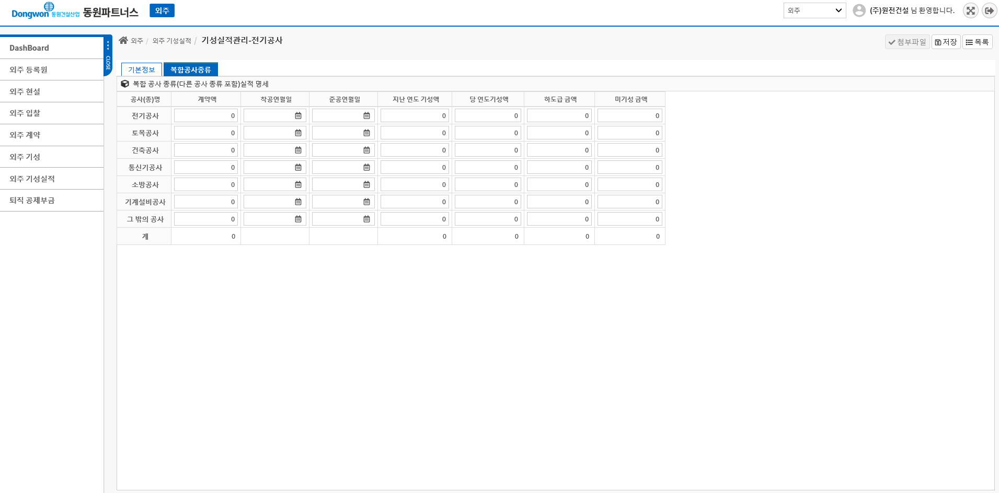 Dongwon 동원건설산업 동원파트너스 외주
외주 (주)원전건설 님 환영합니다.
DashBoard
외주 등록원
외주 현설
외주 입찰
외주 계약
외주 기성
외주 기성실적
퇴직 공제부금
CLOSE
외주 / 외주 기성실적 / 기성실적관리-전기공사
첨부파일 저장 목록
기본정보 복합공사종류
복합 공사 종류(다른 공사 종류 포함)실적 명세
공사(종)명 계약액 착공연월일 준공연월일 지난 연도 기성액 당 연도기성액 하도급 금액 미기성 금액
전기공사 0 0 0 0 0
토목공사 0 0 0 0 0
건축공사 0 0 0 0 0
통신기공사 0 0 0 0 0
소방공사 0 0 0 0 0
기계설비공사 0 0 0 0 0
그 밖의 공사 0 0 0 0 0
계 0 0 0 0 0